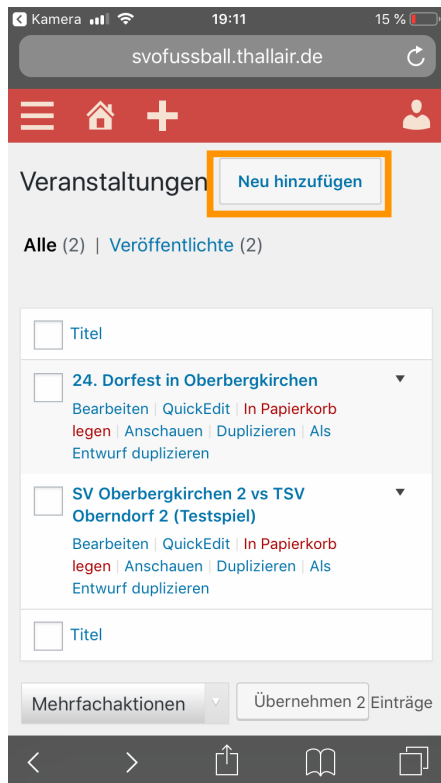 Kamera 19:11 15 %
svofussball.thallair.de
Veranstaltungen Neu hinzufügen
Alle (2) | Veröffentlichte (2)
Titel
24. Dorfest in Oberbergkirchen
Bearbeiten | QuickEdit | In Papierkorb
legen | Anschauen | Duplizieren | Als
Entwurf duplizieren
SV Oberbergkirchen 2 vs TSV
Oberndorf 2 (Testspiel)
Bearbeiten | QuickEdit | In Papierkorb
legen | Anschauen | Duplizieren | Als
Entwurf duplizieren
Titel
Mehrfachaktionen Übernehmen 2 Einträge